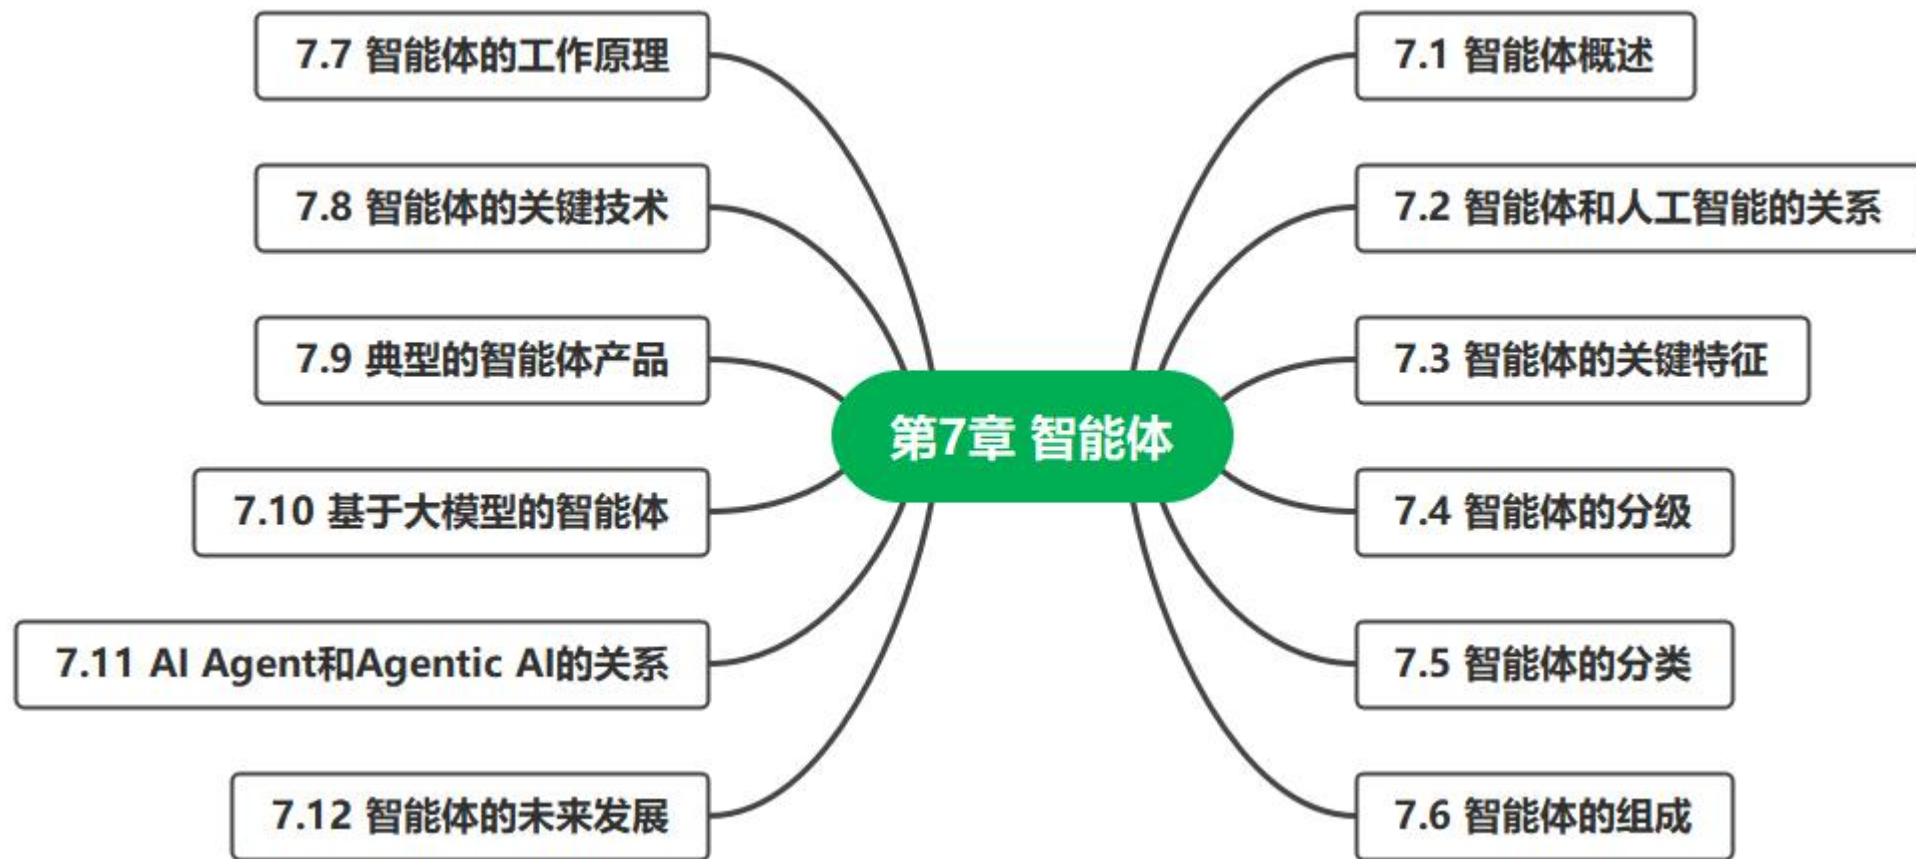 第7章 智能体
7.1 智能体概述
7.2 智能体和人工智能的关系
7.3 智能体的关键特征
7.4 智能体的分级
7.5 智能体的分类
7.6 智能体的组成
7.7 智能体的工作原理
7.8 智能体的关键技术
7.9 典型的智能体产品
7.10 基于大模型的智能体
7.11 AI Agent和Agentic AI的关系
7.12 智能体的未来发展